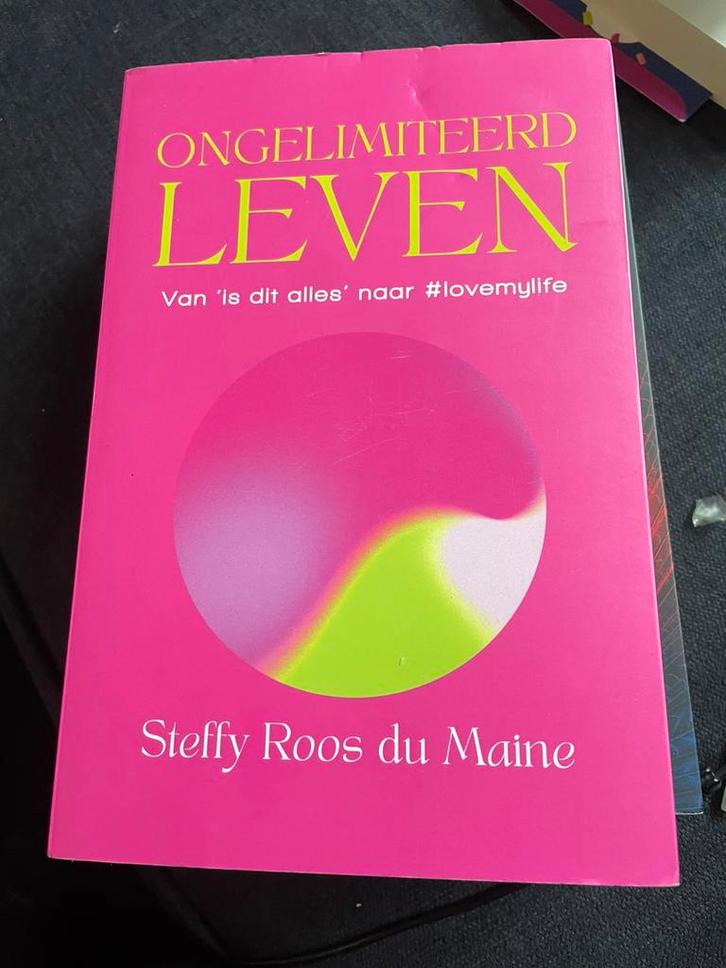 ONGELIMITEERD
LEVEN
Van 'is dit alles' naar #lovemylife
Steffy Roos du Maine